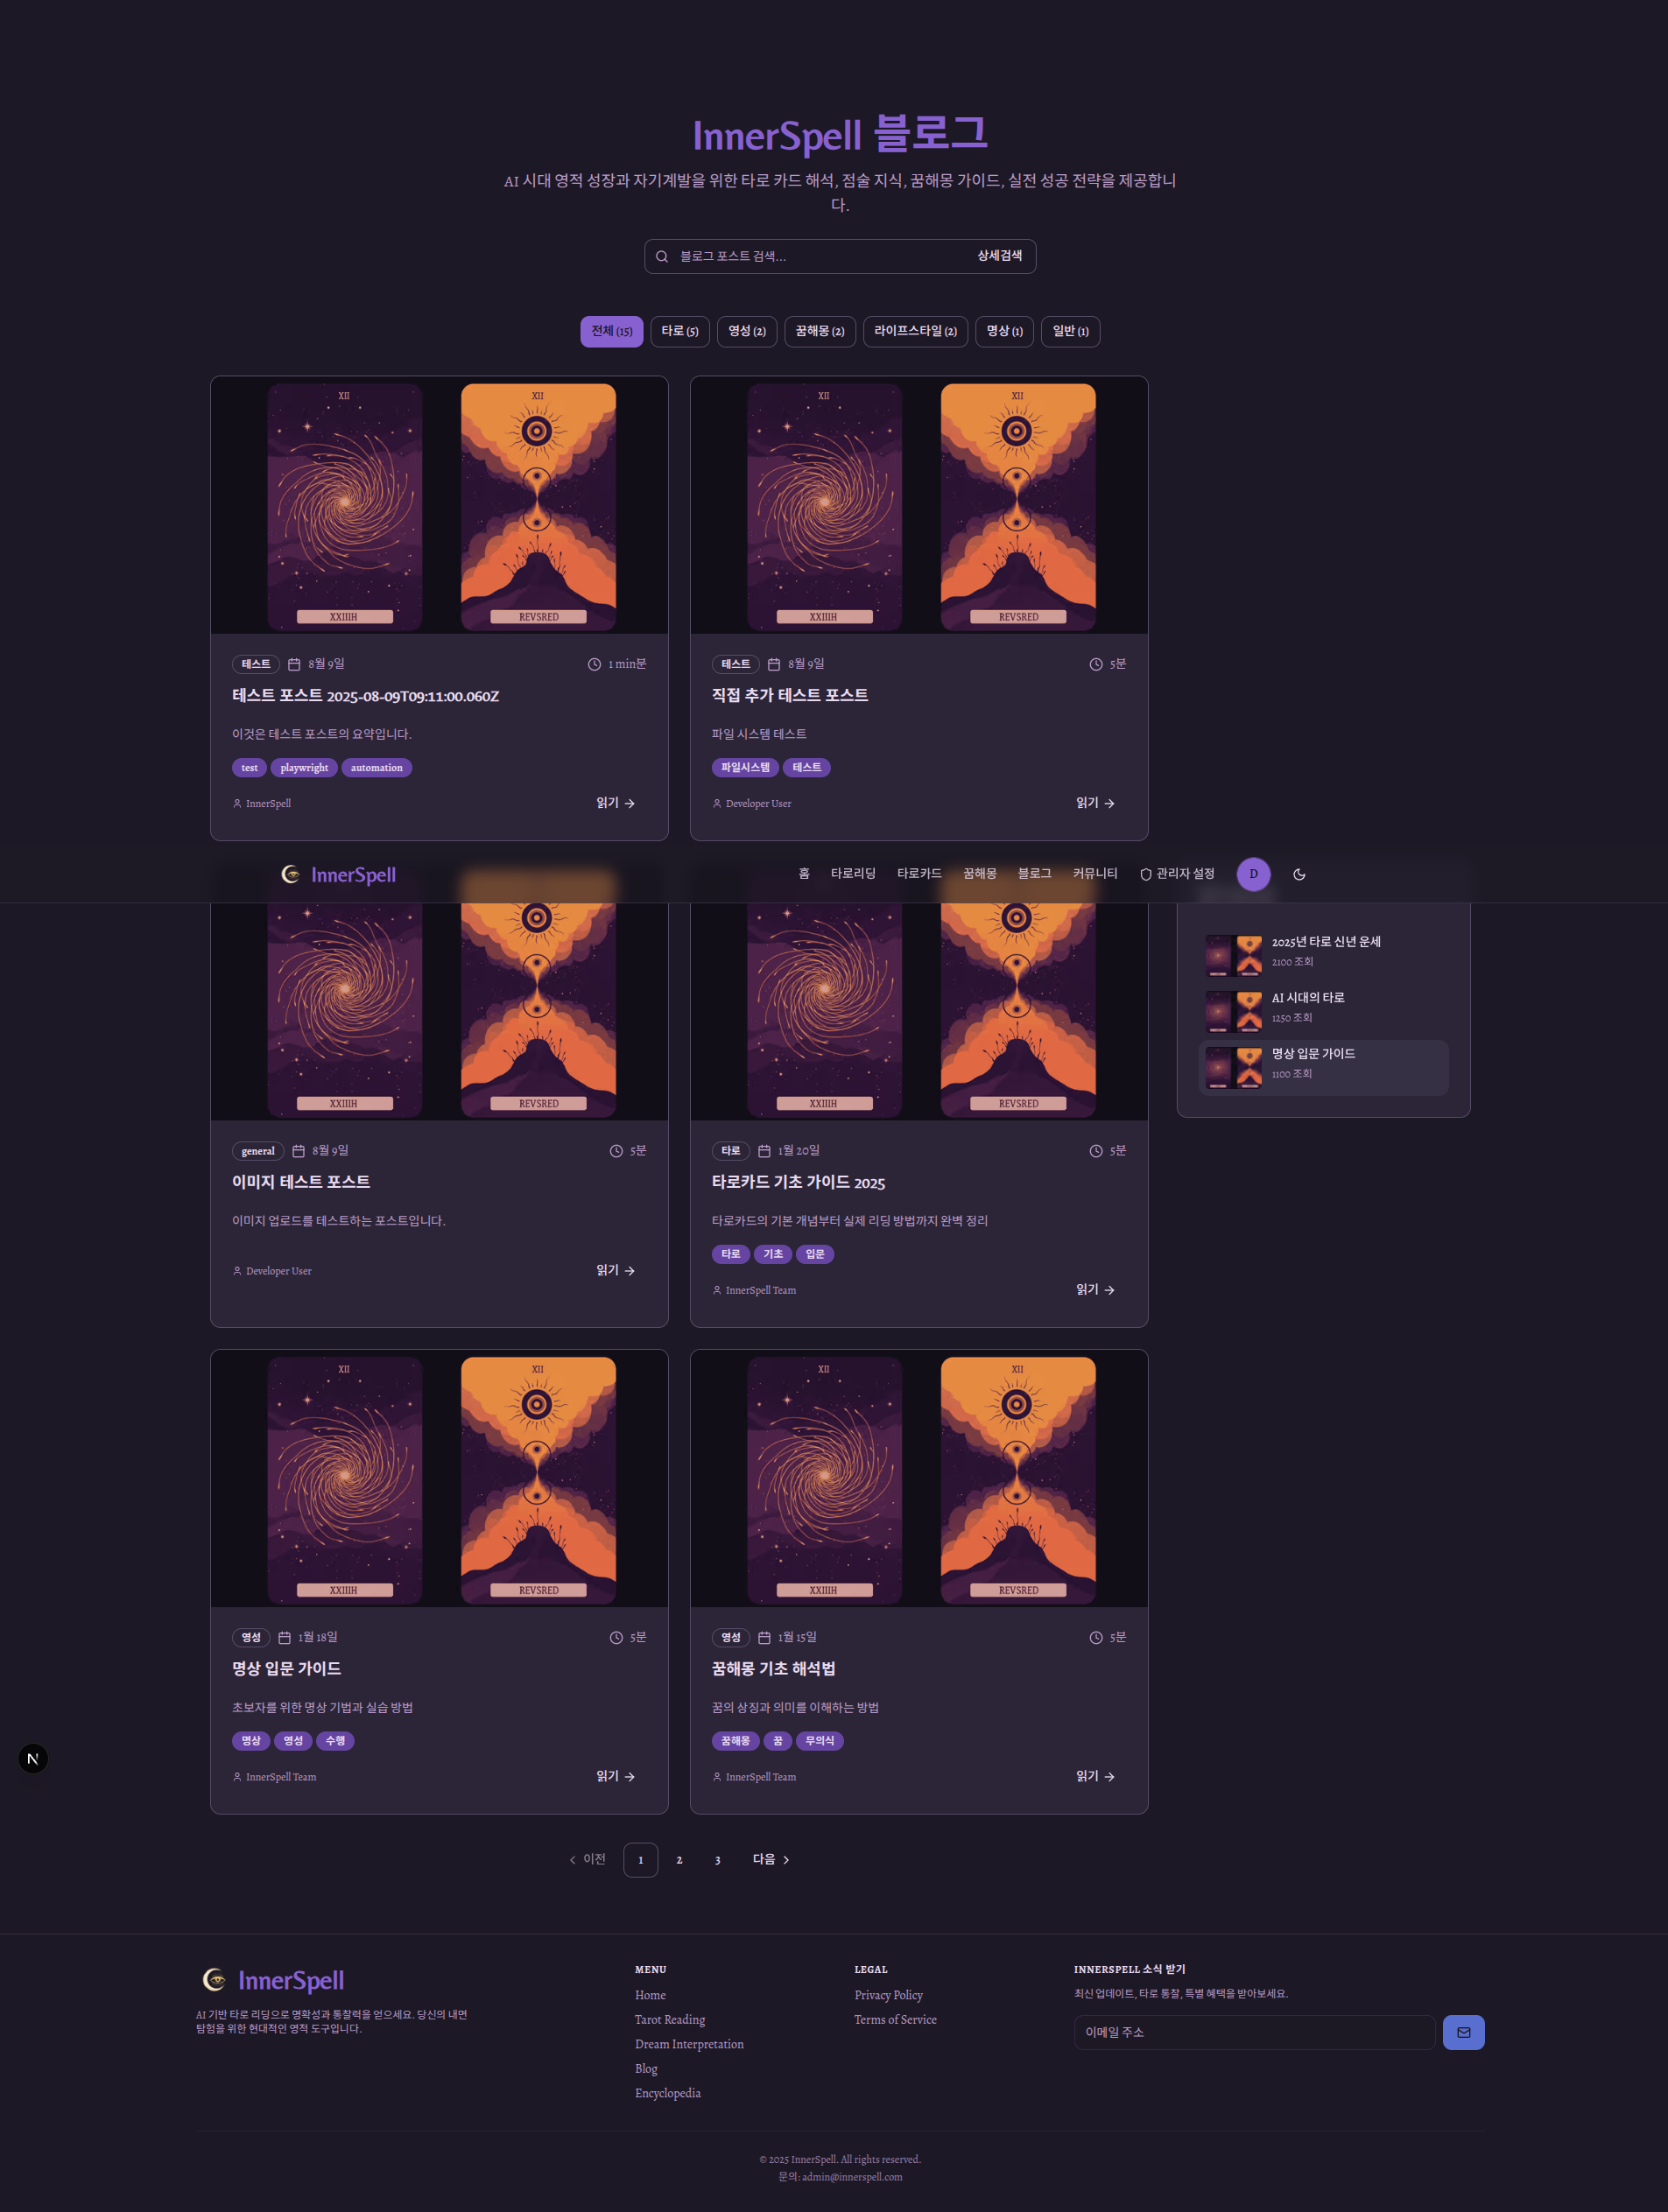 InnerSpell 블로그
AI 시대 영적 성장과 자기계발을 위한 타로 카드 해석, 점술 지식, 꿈해몽 가이드, 실전 성공 전략을 제공합니
다.
블로그 포스트 검색...
상세검색
전체 (15)
타로 (5)
영성 (2)
꿈해몽 (2)
라이프스타일 (2)
명상 (1)
일반 (1)
XII
XII
XXIIIH
REVSRED
테스트
8월 9일
1 min분
테스트 포스트 2025-08-09T09:11:00.060Z
이것은 테스트 포스트의 요약입니다.
test
playwright
automation
InnerSpell
읽기
XII
XII
XXIIIH
REVSRED
테스트
8월 9일
5분
직접 추가 테스트 포스트
파일 시스템 테스트
파일시스템
테스트
Developer User
읽기
InnerSpell
홈
타로리딩
타로카드
꿈해몽
블로그
커뮤니티
관리자 설정
D
XXIIIH
REVSRED
general
8월 9일
5분
이미지 테스트 포스트
이미지 업로드를 테스트하는 포스트입니다.
Developer User
읽기
XXIIIH
REVSRED
타로
1월 20일
5분
타로카드 기초 가이드 2025
타로카드의 기본 개념부터 실제 리딩 방법까지 완벽 정리
타로
기초
입문
InnerSpell Team
읽기
2025년 타로 신년 운세
2100 조회
AI 시대의 타로
1250 조회
명상 입문 가이드
1100 조회
XII
XII
XXIIIH
REVSRED
영성
1월 18일
5분
명상 입문 가이드
초보자를 위한 명상 기법과 실습 방법
명상
영성
수행
InnerSpell Team
읽기
XII
XII
XXIIIH
REVSRED
영성
1월 15일
5분
꿈해몽 기초 해석법
꿈의 상징과 의미를 이해하는 방법
꿈해몽
꿈
무의식
InnerSpell Team
읽기
N
이전
1
2
3
다음
InnerSpell
AI 기반 타로 리딩으로 명확성과 통찰력을 얻으세요. 당신의 내면
탐험을 위한 현대적인 영적 도구입니다.
MENU
Home
Tarot Reading
Dream Interpretation
Blog
Encyclopedia
LEGAL
Privacy Policy
Terms of Service
INNERSPELL 소식 받기
최신 업데이트, 타로 통찰, 특별 혜택을 받아보세요.
이메일 주소
© 2025 InnerSpell. All rights reserved.
문의: admin@innerspell.com